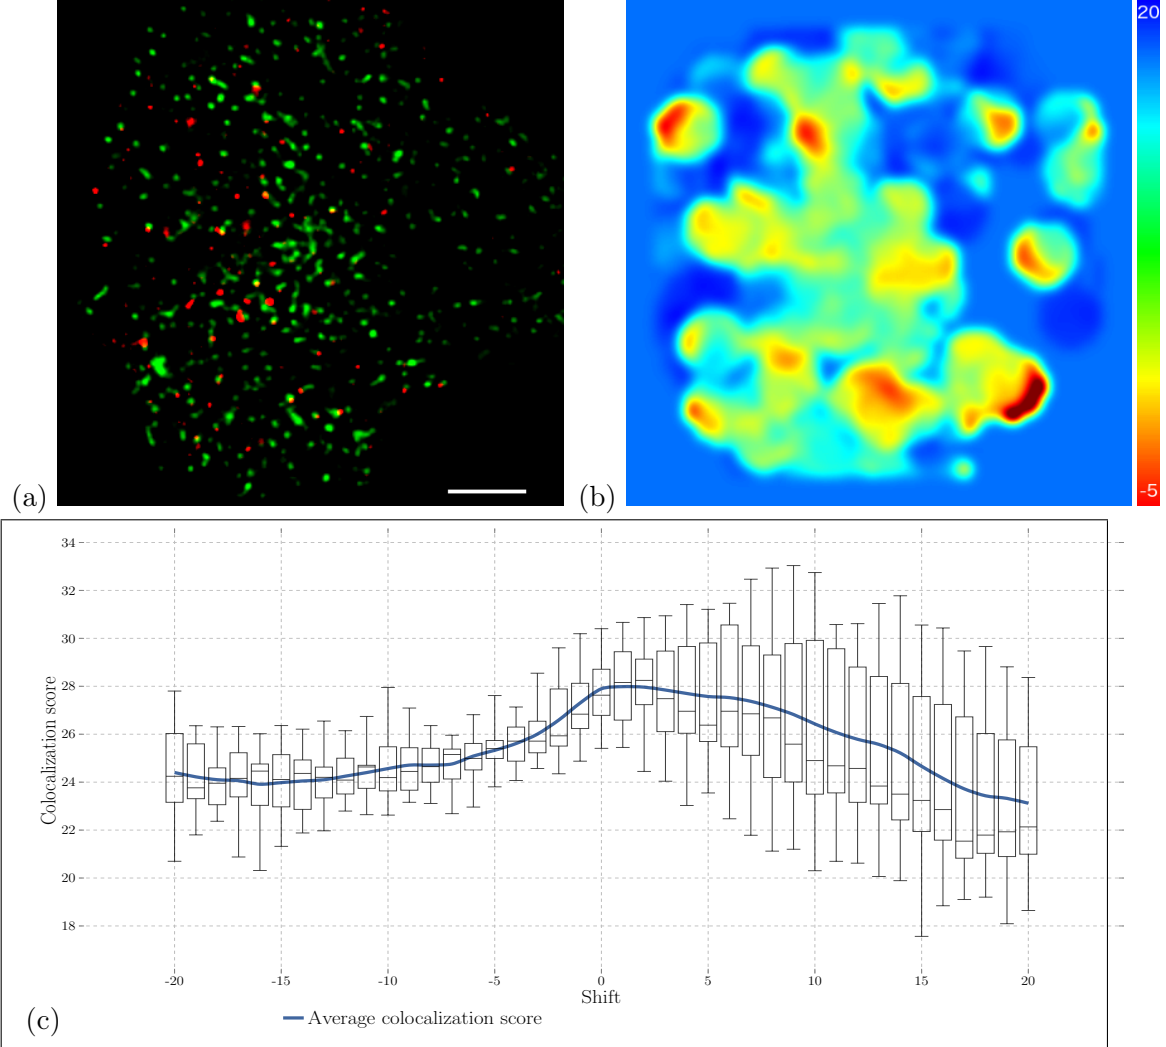 20
-5
(a)
(b)
34
32
30
28
26
24
22
20
18
Colocalization score
-20 -15 -10 -5 0 5 10 15 20
Shift
Average colocalization score
(c)